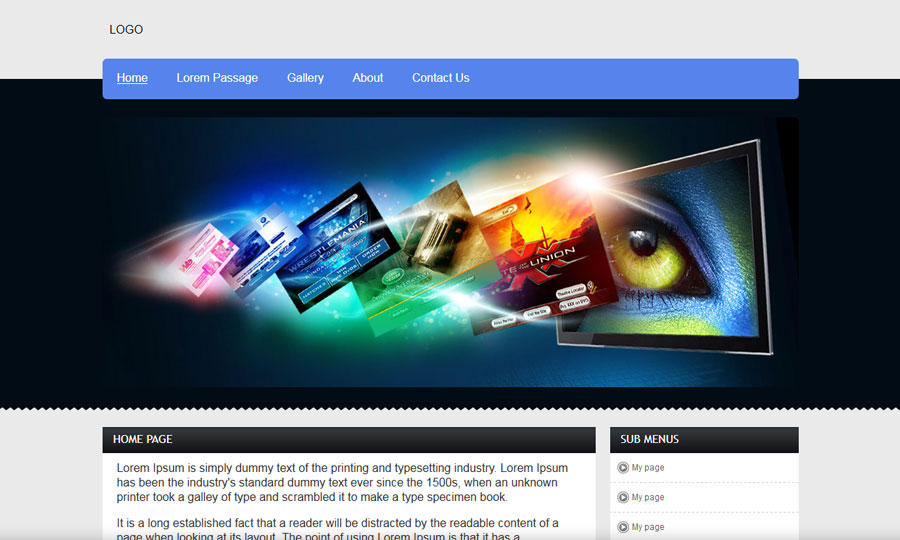 LOGO
Home Lorem Passage Gallery About Contact Us
WRESTLEMANIA
UNION
HOME PAGE
Lorem Ipsum is simply dummy text of the printing and typesetting industry. Lorem Ipsum
has been the industry's standard dummy text ever since the 1500s, when an unknown
printer took a galley of type and scrambled it to make a type specimen book.
It is a long established fact that a reader will be distracted by the readable content of a
page when looking at its layout. The point of using Lorem Ipsum is that it has a
SUB MENUS
My page
My page
My page